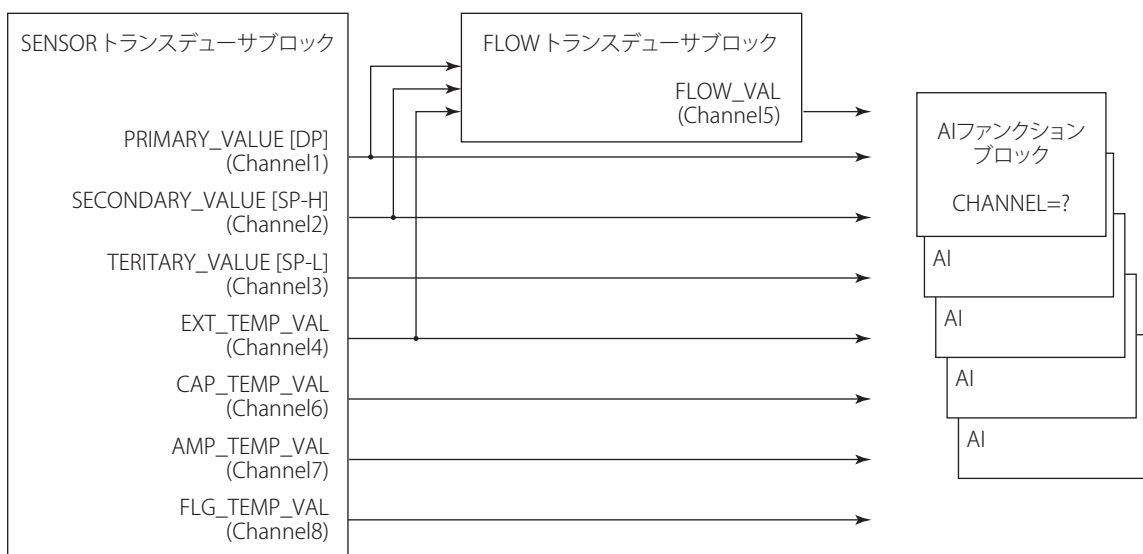 SENSOR トランスデューサブロック
PRIMARY_VALUE [DP]
(Channel1)
SECONDARY_VALUE [SP-H]
(Channel2)
TERITARY_VALUE [SP-L]
(Channel3)
EXT_TEMP_VAL
(Channel4)
CAP_TEMP_VAL
(Channel6)
AMP_TEMP_VAL
(Channel7)
FLG_TEMP_VAL
(Channel8)
FLOW トランスデューサブロック
FLOW_VAL
(Channel5)
AIファンクション
ブロック
CHANNEL=?
AI
AI
AI
AI